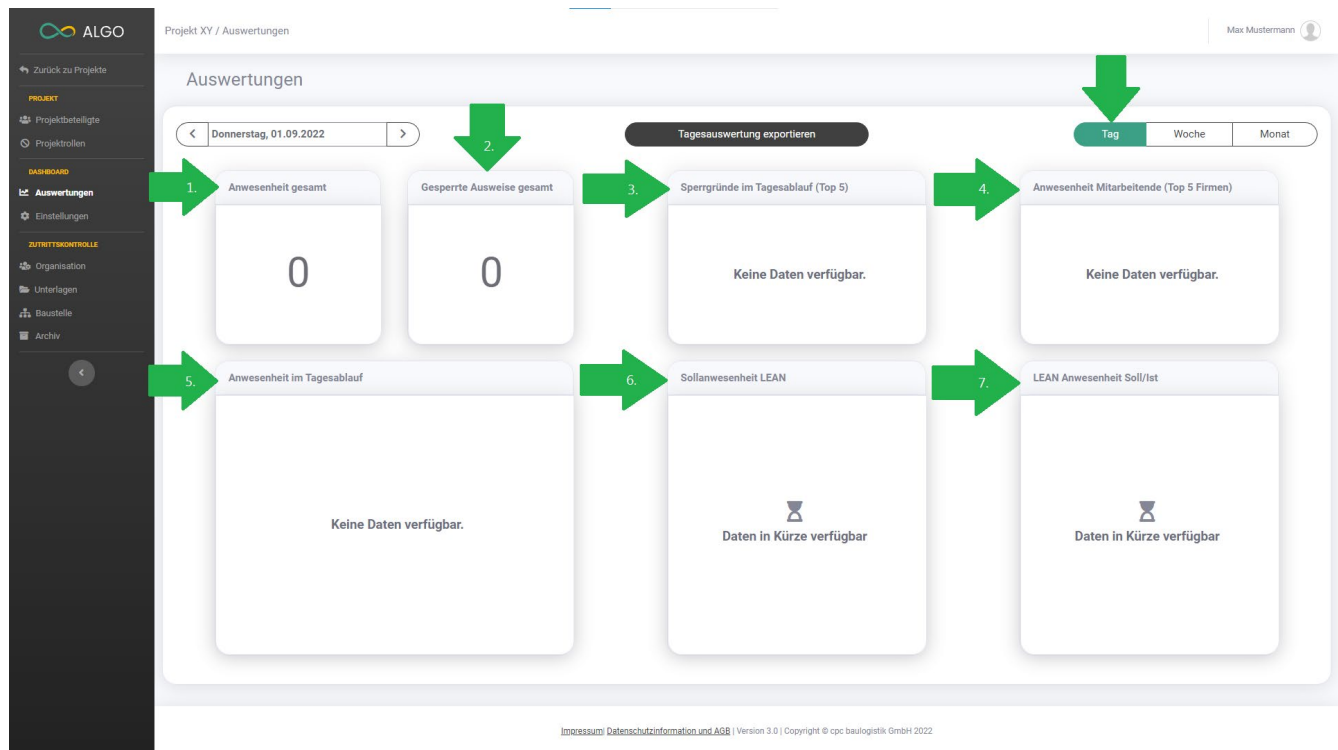 ALGO
Projekt XY / Auswertungen
Max Mustermann
Zurück zu Projekte
PROJEKT
Projektbeteiligte
Projektrollen
DASHBOARD
Auswertungen
Einstellungen
ZUTRITTSKONTROLLE
Organisation
Unterlagen
Baustelle
Archiv
Auswertungen
Donnerstag, 01.09.2022
2.
Tagesauswertung exportieren
Tag Woche Monat
1. Anwesenheit gesamt
0
Gesperrte Ausweise gesamt
0
3. Sperrgründe im Tagesablauf (Top 5)
Keine Daten verfügbar.
4. Anwesenheit Mitarbeitende (Top 5 Firmen)
Keine Daten verfügbar.
5. Anwesenheit im Tagesablauf
Keine Daten verfügbar.
6. Sollanwesenheit LEAN
Daten in Kürze verfügbar
7. LEAN Anwesenheit Soll/Ist
Daten in Kürze verfügbar
Impressum| Datenschutzinformation und AGB | Version 3.0 | Copyright © cpc baulogistik GmbH 2022